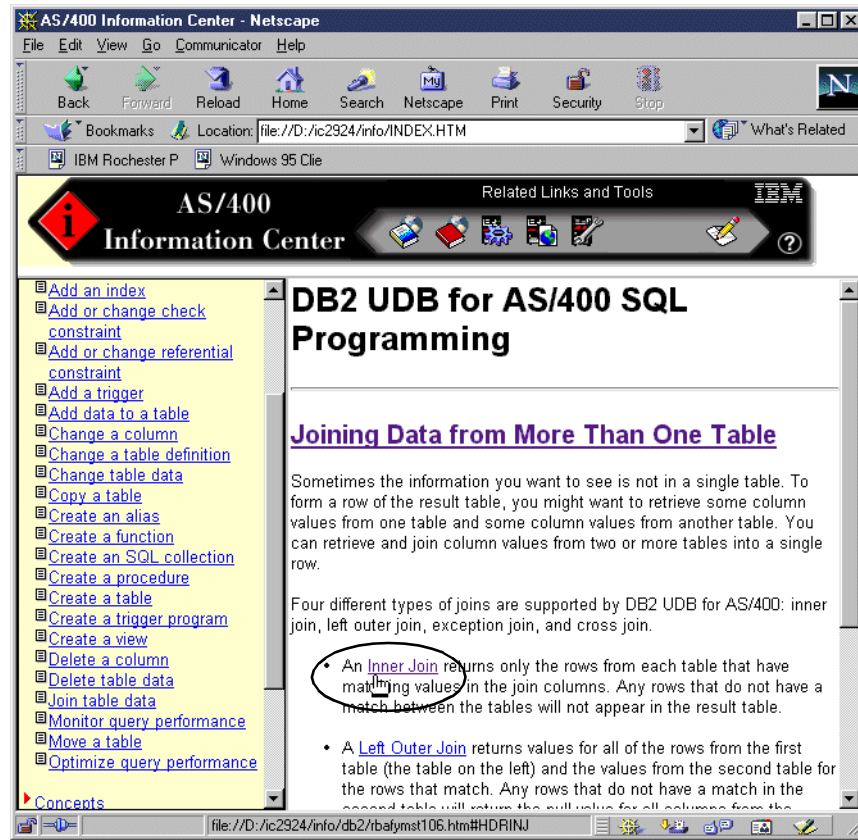 AS/400 Information Center - Netscape
File Edit View Go Communicator Help
Back Forward Reload Home Search Netscape Print Security Stop
My
N
Bookmarks Location: file:///D:/ic2924/info/INDEX.HTM What's Related
IBM Rochester P Windows 95 Clie
AS/400
Information Center
i
Related Links and Tools
IBM
?
Add an index
Add or change check
constraint
Add or change referential
constraint
Add a trigger
Add data to a table
Change a column
Change a table definition
Change table data
Copy a table
Create an alias
Create a function
Create an SQL collection
Create a procedure
Create a table
Create a trigger program
Create a view
Delete a column
Delete table data
Join table data
Monitor query performance
Move a table
Optimize query performance
Concepts
DB2 UDB for AS/400 SQL
Programming
Joining Data from More Than One Table
Sometimes the information you want to see is not in a single table. To
form a row of the result table, you might want to retrieve some column
values from one table and some column values from another table. You
can retrieve and join column values from two or more tables into a single
row.
Four different types of joins are supported by DB2 UDB for AS/400: inner
join, left outer join, exception join, and cross join.
• An Inner Join returns only the rows from each table that have
matching values in the join columns. Any rows that do not have a
match between the tables will not appear in the result table.
• A Left Outer Join returns values for all of the rows from the first
table (the table on the left) and the values from the second table for
the rows that match. Any rows that do not have a match in the
second table will return the null value for all columns from the
file:///D:/ic2924/info/db2/rbafymst106.htm#HDRINJ